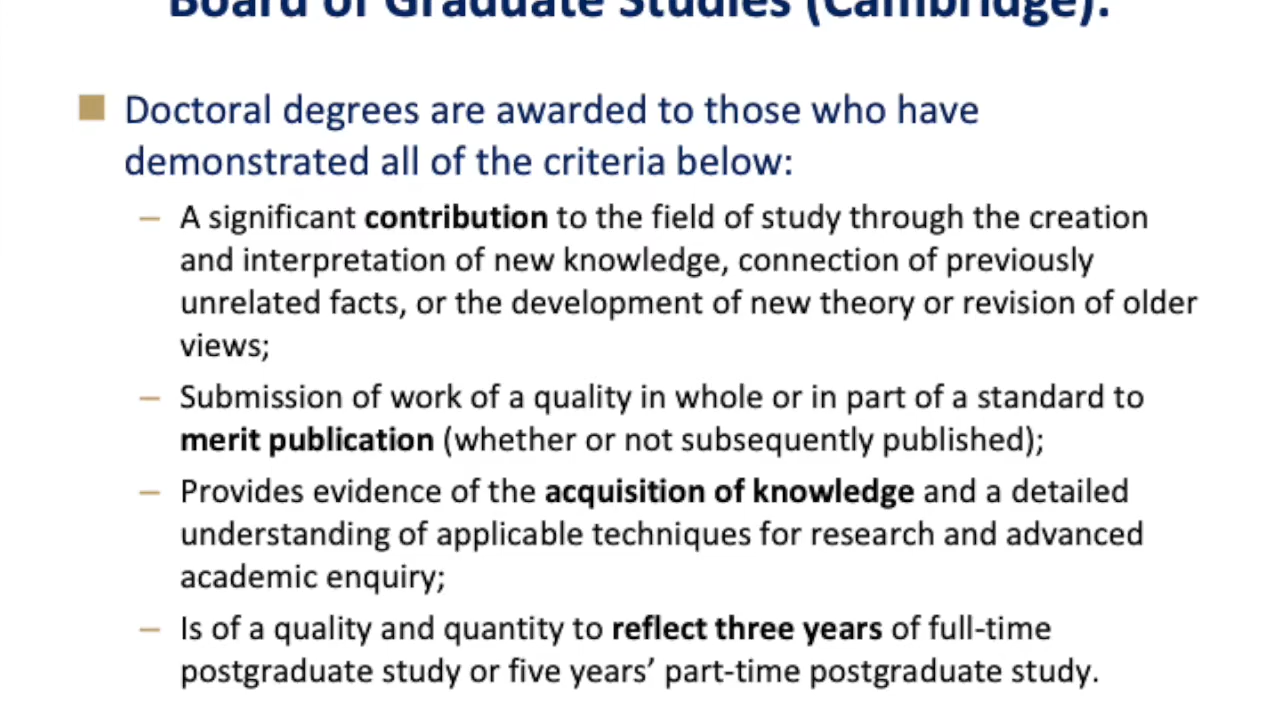 Board of Graduate Studies (Cambridge):
■ Doctoral degrees are awarded to those who have
demonstrated all of the criteria below:
– A significant contribution to the field of study through the creation
and interpretation of new knowledge, connection of previously
unrelated facts, or the development of new theory or revision of older
views;
– Submission of work of a quality in whole or in part of a standard to
merit publication (whether or not subsequently published);
– Provides evidence of the acquisition of knowledge and a detailed
understanding of applicable techniques for research and advanced
academic enquiry;
– Is of a quality and quantity to reflect three years of full-time
postgraduate study or five years’ part-time postgraduate study.